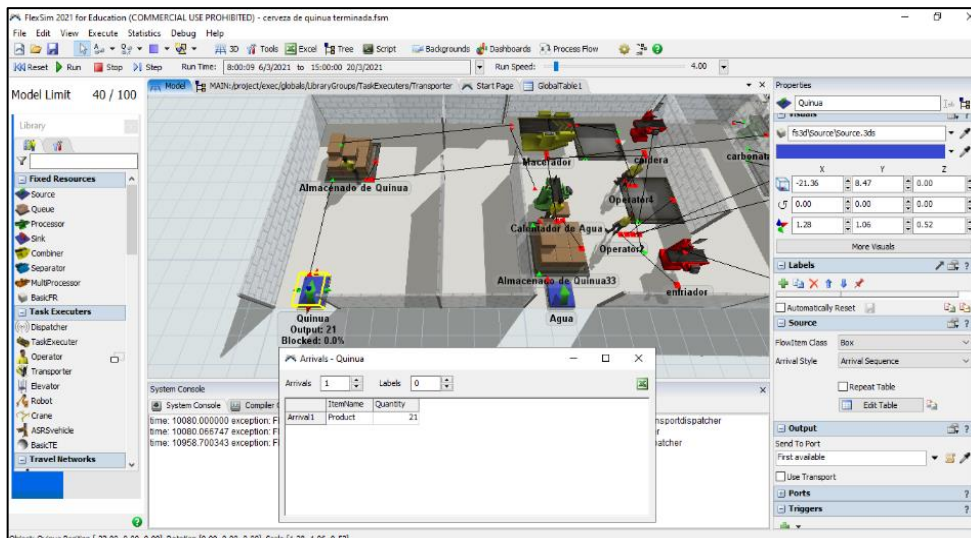 FlexSim 2021 for Education (COMMERCIAL USE PROHIBITED) - cerveza de quinua terminada.fsm
File Edit View Execute Statistics Debug Help
3D Tools Excel Tree Script Backgrounds Dashboards Process Flow
Reset Run Stop Step Run Time: 8:00:09 6/3/2021 to 15:00:00 20/3/2021 Run Speed: 4.00
Model Limit 40 / 100
Model MAIN:/project/exec/globals/LibraryGroups/TaskExecuters/Transporter Start Page GlobalTable1
Library
Fixed Resources
Source
Queue
Processor
Sink
Combiner
Separator
MultiProcessor
BasicFR
Task Executers
Dispatcher
TaskExecuter
Operator
Transporter
Elevator
Robot
Crane
ASRSvehicle
BasicTE
Travel Networks
Almacenado de Quinua
Macerador
caldera
carbonata
Operator4
Calentador de Agua
Operator2
Almacenado de Quinua33
enfriador
Quinua
Output: 21
Blocked: 0.0%
Agua
System Console
System Console Compiler
time: 10080.000000 exception: F
time: 10080.066747 exception: F
time: 10958.700343 exception: F
nsportdispatcher
er
atcher
Arrivals - Quinua
Arrivals 1 Labels 0
ItemName Quantity
Arrival1 Product 21
Properties
Quinua
Visuals
fs3d\Source\Source.3ds
X Y Z
-21.36 8.47 0.00
0.00 0.00 0.00
1.28 1.06 0.52
More Visuals
Labels
Automatically Reset
Source
FlowItem Class Box
Arrival Style Arrival Sequence
Repeat Table
Edit Table
Output
Send To Port
First available
Use Transport
Ports
Triggers